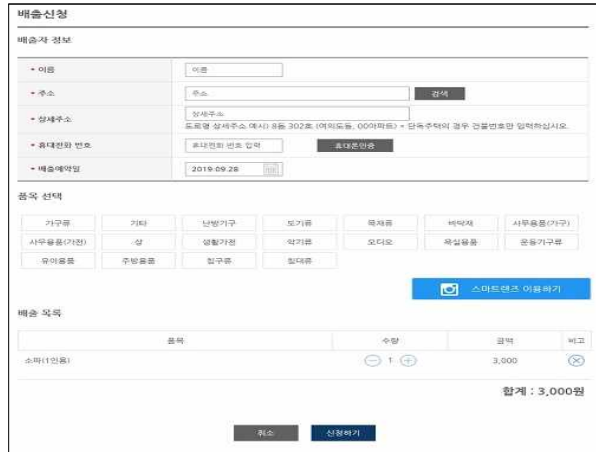 배출신청
배출자 정보
• 이름 이름
• 주소 주소 검색
• 상세주소 상세주소
도로명 상세주소 예시) 8동 302호 (여의도동, 00아파트) * 단독주택의 경우 건물번호만 입력하십시오.
• 휴대전화 번호 휴대전화 번호 입력 휴대폰인증
• 배출예약일 2019-09-28
품목 선택
가구류 기타 난방기구 도기류 목재류 바닥재 사무용품(가구)
사무용품(가전) 상 생활가전 악기류 오디오 욕실용품 운동기구류
유아용품 주방용품 침구류 침대류
스마트렌즈 이용하기
배출 목록
품목 수량 금액 비고
소파(1인용) 1 3,000
합계 : 3,000원
취소 신청하기